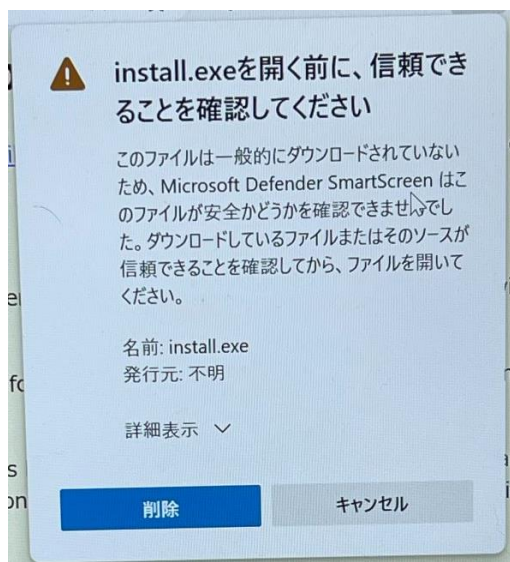 install.exeを開く前に、信頼でき
ることを確認してください
このファイルは一般的にダウンロードされていない
ため、Microsoft Defender SmartScreen はこ
のファイルが安全かどうかを確認できませんでし
た。ダウンロードしているファイルまたはそのソースが
信頼できることを確認してから、ファイルを開いて
ください。
名前: install.exe
発行元: 不明
詳細表示
削除
キャンセル